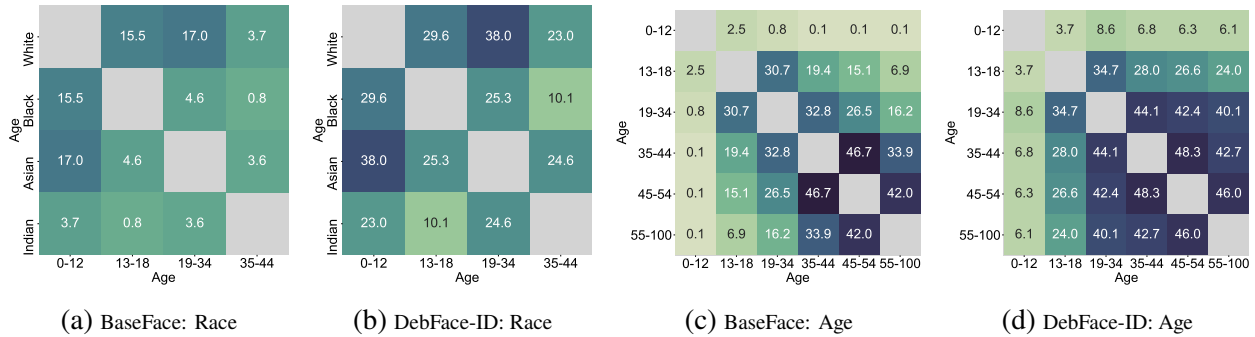 White 15.5 17.0 3.7
Black 15.5 4.6 0.8
Asian 17.0 4.6 3.6
Indian 3.7 0.8 3.6
0-12 13-18 19-34 35-44
Age
Age
(a) BaseFace: Race
White 29.6 38.0 23.0
Black 29.6 25.3 10.1
Asian 38.0 25.3 24.6
Indian 23.0 10.1 24.6
0-12 13-18 19-34 35-44
Age
Age
(b) DebFace-ID: Race
0-12 2.5 0.8 0.1 0.1 0.1
13-18 2.5 30.7 19.4 15.1 6.9
19-34 0.8 30.7 32.8 26.5 16.2
35-44 0.1 19.4 32.8 46.7 33.9
45-54 0.1 15.1 26.5 46.7 42.0
55-100 0.1 6.9 16.2 33.9 42.0
0-12 13-18 19-34 35-44 45-54 55-100
Age
Age
(c) BaseFace: Age
0-12 3.7 8.6 6.8 6.3 6.1
13-18 3.7 34.7 28.0 26.6 24.0
19-34 8.6 34.7 44.1 42.4 40.1
35-44 6.8 28.0 44.1 48.3 42.7
45-54 6.3 26.6 42.4 48.3 46.0
55-100 6.1 24.0 40.1 42.7 46.0
0-12 13-18 19-34 35-44 45-54 55-100
Age
Age
(d) DebFace-ID: Age